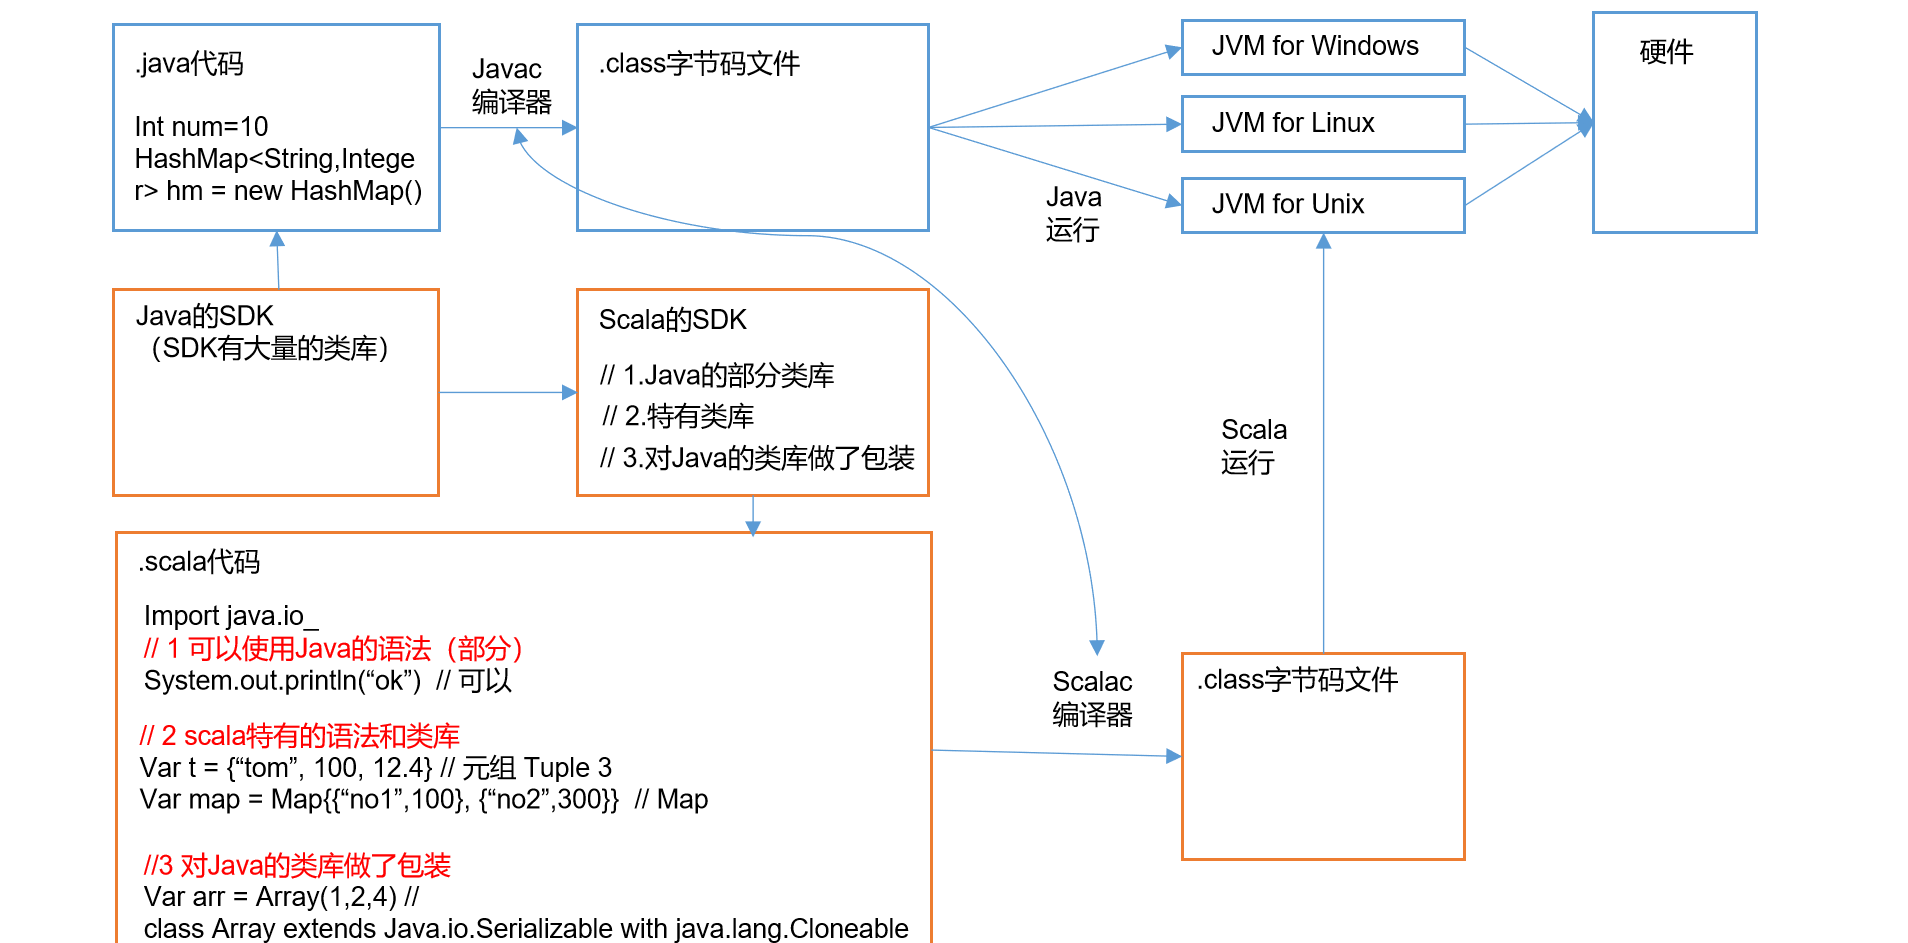 .java代码
Int num=10
HashMap<String,Intege
r> hm = new HashMap()
Javac
编译器
.class字节码文件
JVM for Windows
JVM for Linux
JVM for Unix
硬件
Java
运行
Java的SDK
（SDK有大量的类库）
Scala的SDK
// 1.Java的部分类库
// 2.特有类库
// 3.对Java的类库做了包装
Scala
运行
.scala代码
Import java.io_
// 1 可以使用Java的语法（部分）
System.out.println(“ok”)  // 可以
// 2 scala特有的语法和类库
Var t = {“tom”, 100, 12.4} // 元组 Tuple 3
Var map = Map{{“no1”,100}, {“no2”,300}}  // Map
//3 对Java的类库做了包装
Var arr = Array(1,2,4) //
class Array extends Java.io.Serializable with java.lang.Cloneable
Scalac
编译器
.class字节码文件